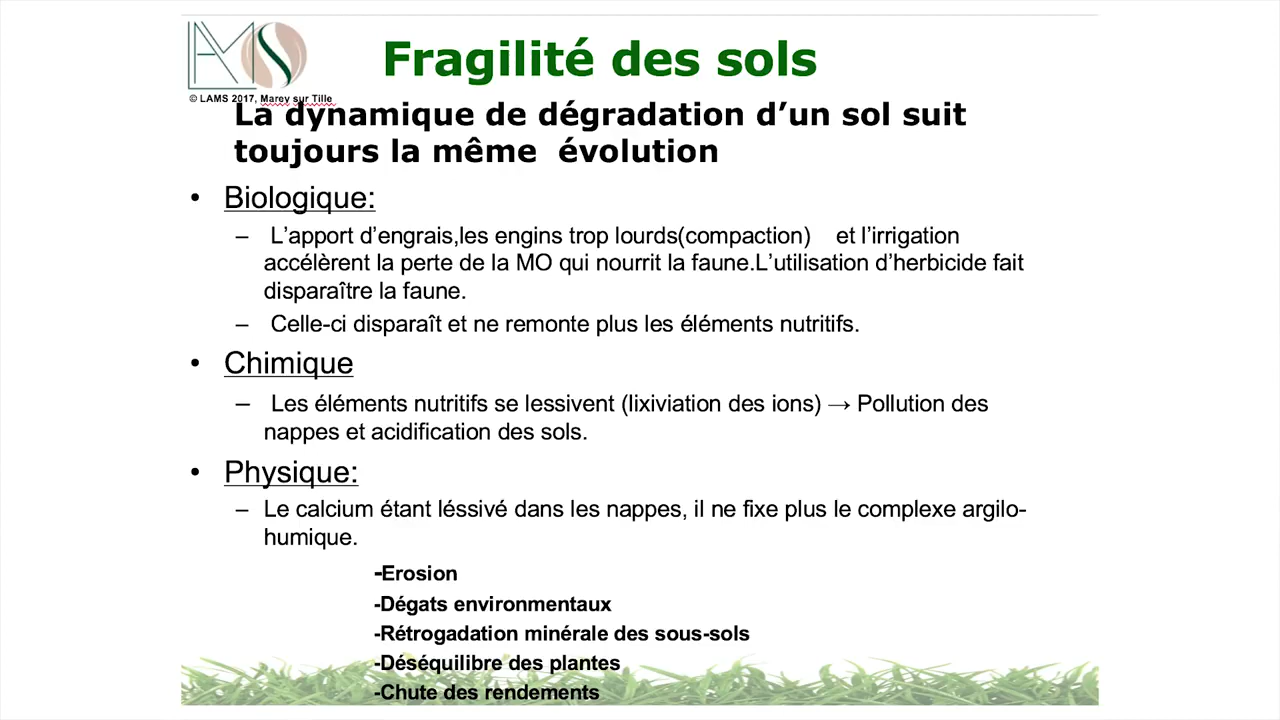 LAMS
Fragilité des sols
© LAMS 2017, Marey sur Tille
La dynamique de dégradation d’un sol suit
toujours la même évolution
• Biologique:
– L’apport d’engrais,les engins trop lourds(compaction) et l’irrigation
accélèrent la perte de la MO qui nourrit la faune.L’utilisation d’herbicide fait
disparaître la faune.
– Celle-ci disparaît et ne remonte plus les éléments nutritifs.
• Chimique
– Les éléments nutritifs se lessivent (lixiviation des ions) → Pollution des
nappes et acidification des sols.
• Physique:
– Le calcium étant léssivé dans les nappes, il ne fixe plus le complexe argilo-
humique.
-Erosion
-Dégats environmentaux
-Rétrogadation minérale des sous-sols
-Déséquilibre des plantes
-Chute des rendements